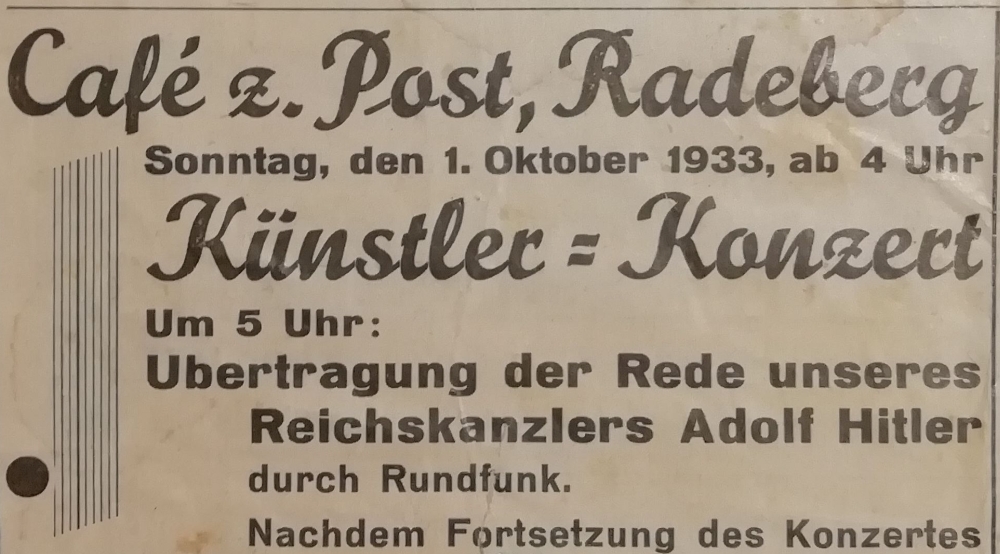 Café z. Post, Radeberg
Sonntag, den 1. Oktober 1933, ab 4 Uhr
Künstler = Konzert
Um 5 Uhr:
Ubertragung der Rede unseres
Reichskanzlers Adolf Hitler
durch Rundfunk.
Nachdem Fortsetzung des Konzertes